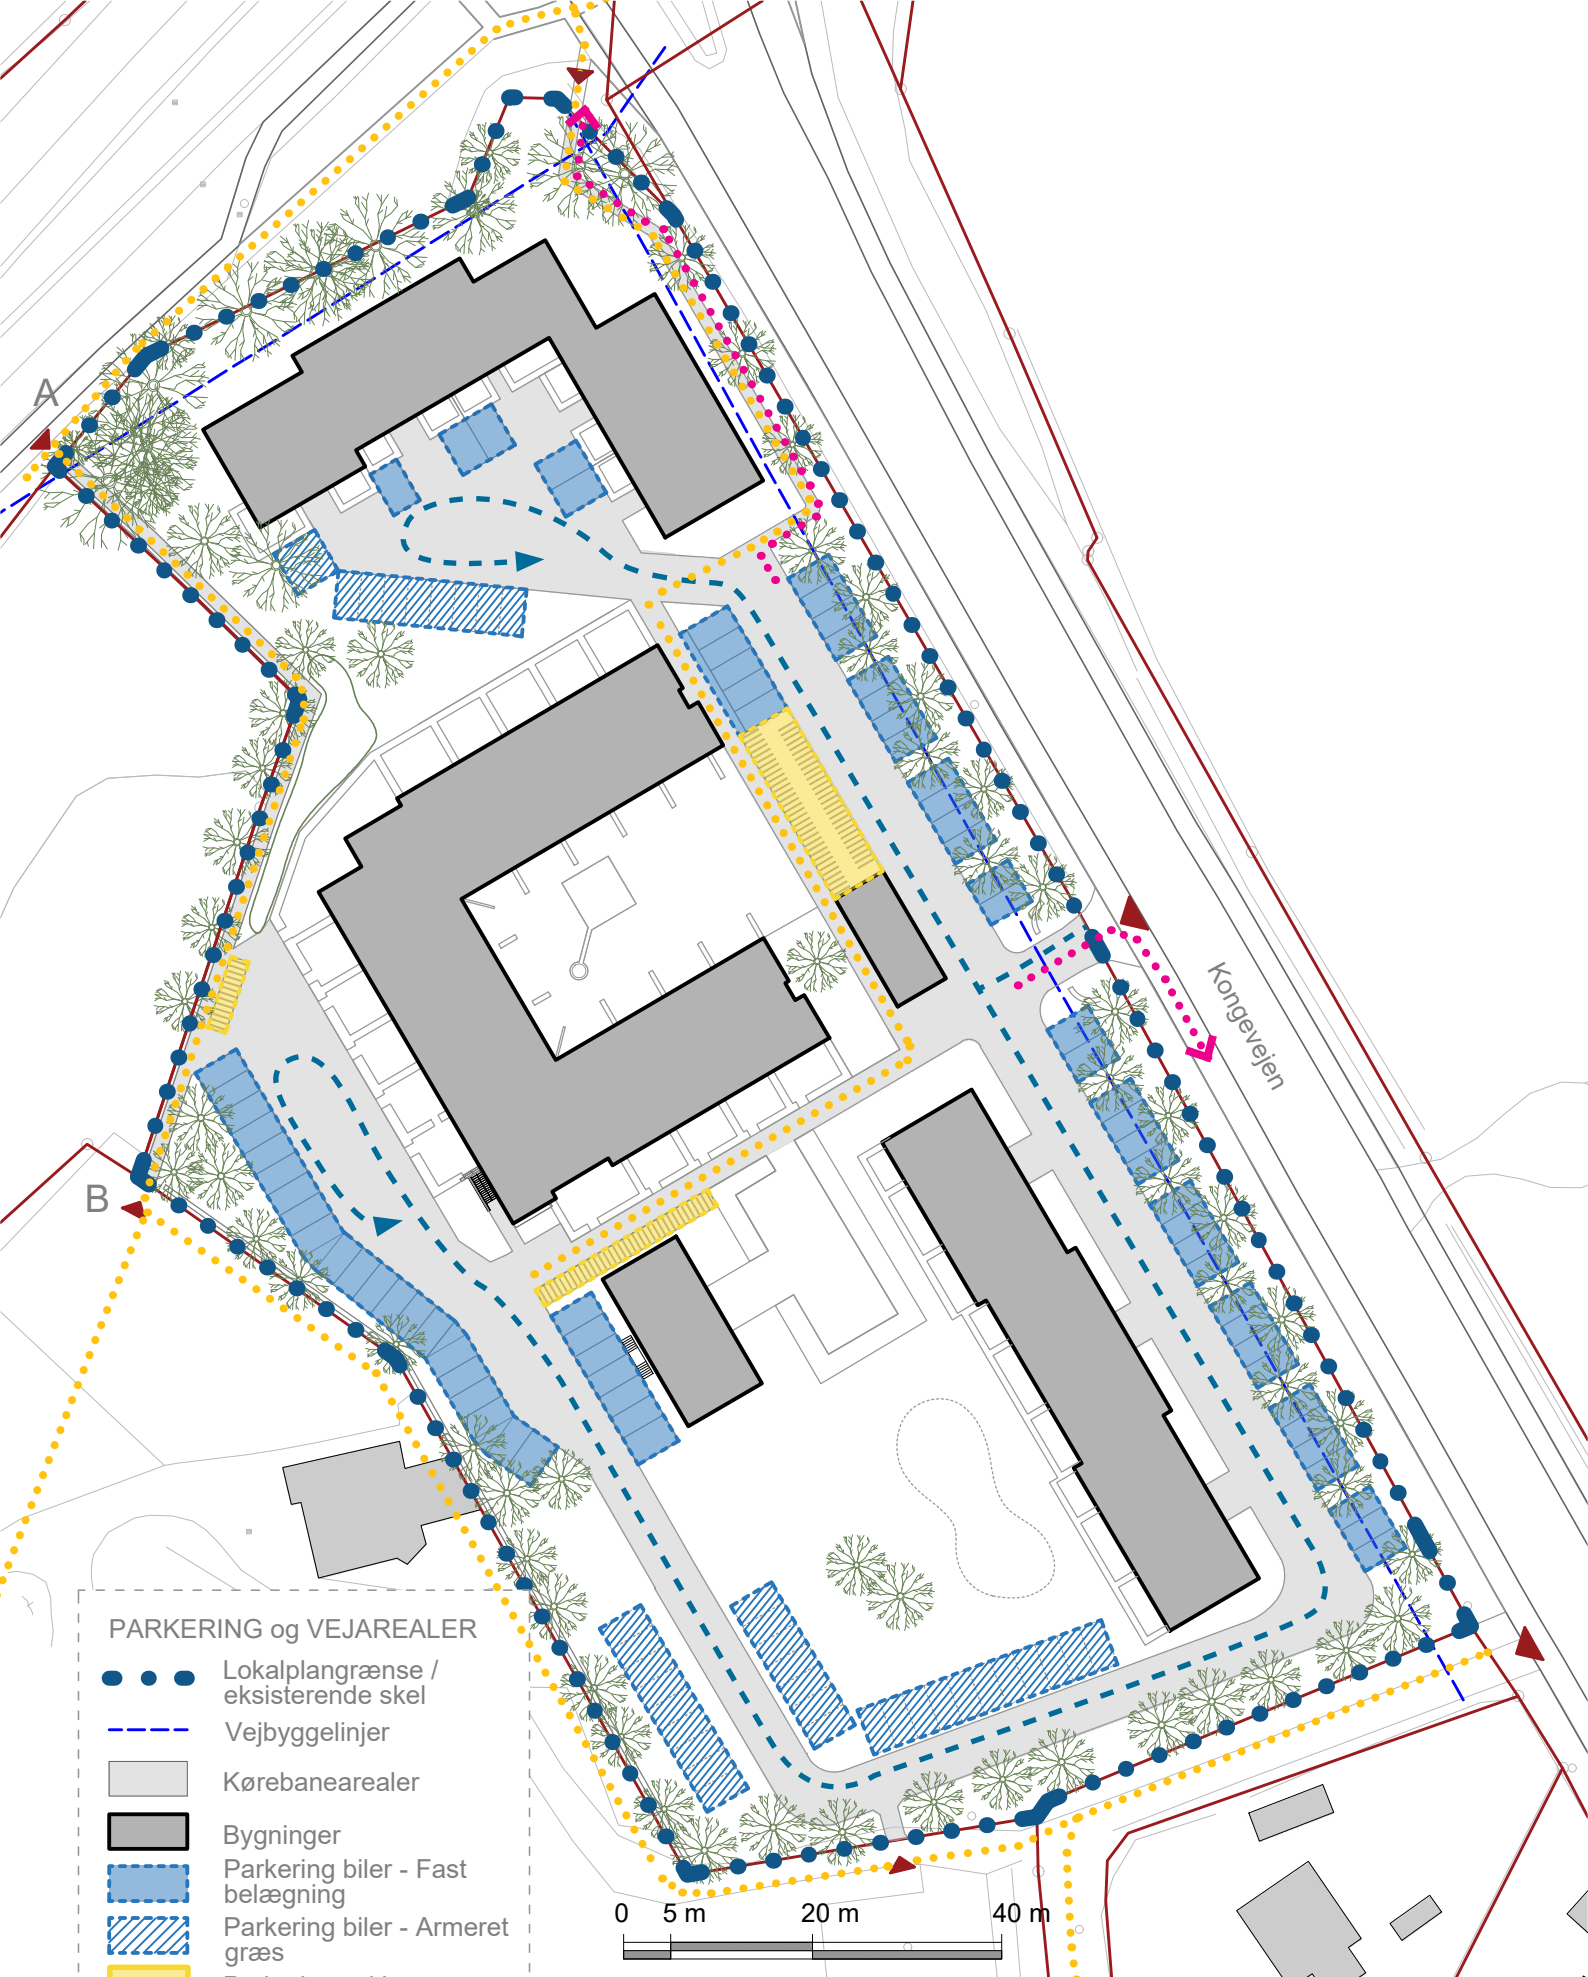 A
Kongevejen
B
PARKERING og VEJAREALER
Lokalplangrænse /
eksisterende skel
Vejbyggelinjer
Kørebanearealer
Bygninger
Parkering biler - Fast
belægning
Parkering biler - Armeret
græs
0 5 m 20 m 40 m